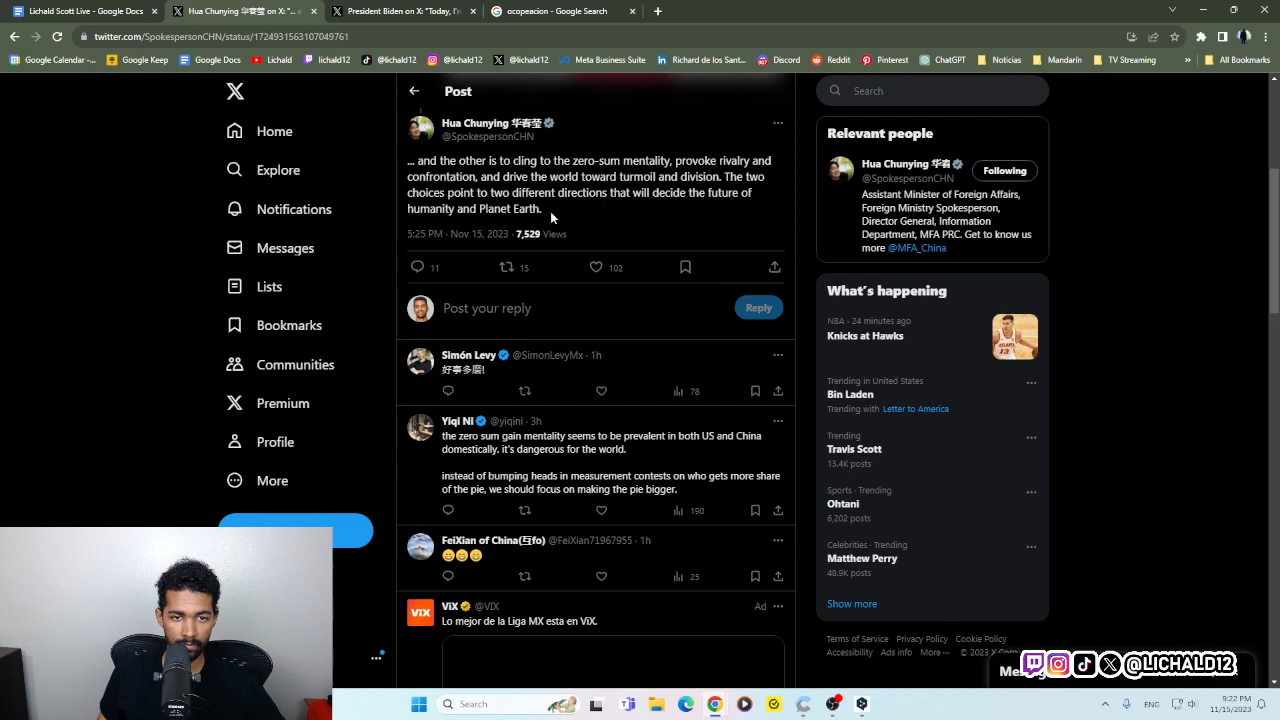 Lichald Scott Live - Google Docs
Hua Chunying 华春莹 on X: "... an
President Biden on X: "Today, I'
ocopeacion - Google Search
twitter.com/SpokespersonCHN/status/1724931563107049761
Google Calendar -...
Google Keep
Google Docs
Lichald
lichald12
@lichald12
@lichald12
@lichald12
Meta Business Suite
Richard de los Sant...
Discord
Reddit
Pinterest
ChatGPT
Noticias
Mandarín
TV Streaming
»
All Bookmarks
Home
Explore
Notifications
Messages
Lists
Bookmarks
Communities
Premium
Profile
More
Post
Hua Chunying 华春莹
@SpokespersonCHN
... and the other is to cling to the zero-sum mentality, provoke rivalry and
confrontation, and drive the world toward turmoil and division. The two
choices point to two different directions that will decide the future of
humanity and Planet Earth.
5:25 PM · Nov 15, 2023 · 7,529 Views
11
15
102
Post your reply
Reply
Simón Levy @SimonLevyMx · 1h
好事多磨!
78
Yiqi NI @yiqini · 3h
the zero sum gain mentality seems to be prevalent in both US and China
domestically. it's dangerous for the world.
instead of bumping heads in measurement contests on who gets more share
of the pie, we should focus on making the pie bigger.
190
FeiXian of China(互fo) @FeiXian71967955 · 1h
25
ViX
ViX @VIX
Ad
Lo mejor de la Liga MX esta en ViX.
Search
Relevant people
Hua Chunying 华春
@SpokespersonCHN
Following
Assistant Minister of Foreign Affairs,
Foreign Ministry Spokesperson,
Director General, Information
Department, MFA PRC. Get to know us
more @MFA_China
What's happening
NBA · 24 minutes ago
Knicks at Hawks
Trending in United States
Bin Laden
Trending with Letter to America
Trending
Travis Scott
13.4K posts
Sports · Trending
Ohtani
6,202 posts
Celebrities · Trending
Matthew Perry
48.9K posts
Show more
Terms of Service Privacy Policy Cookie Policy
Accessibility Ads info More ··· © 2023 X Corp.
@LICHALD12
Search
ENG
9:22 PM
11/15/2023